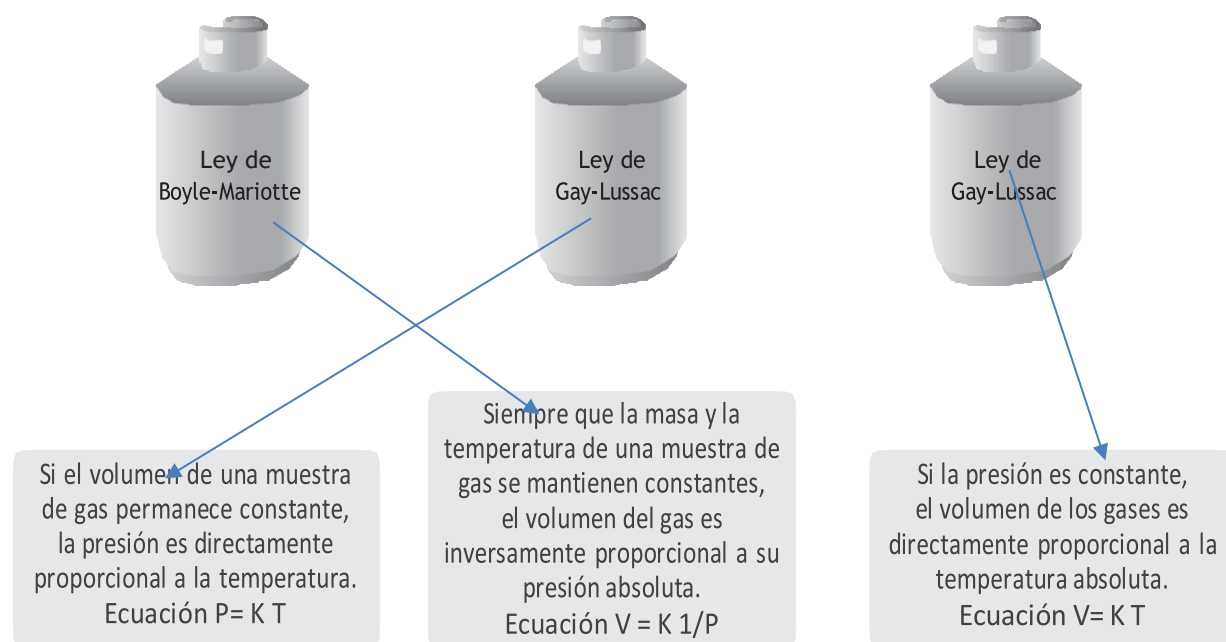 Ley de
Boyle-Mariotte
Ley de
Gay-Lussac
Ley de
Gay-Lussac
Si el volumen de una muestra
de gas permanece constante,
la presión es directamente
proporcional a la temperatura.
Ecuación P= K T
Siempre que la masa y la
temperatura de una muestra de
gas se mantienen constantes,
el volumen del gas es
inversamente proporcional a su
presión absoluta.
Ecuación V = K 1/P
Si la presión es constante,
el volumen de los gases es
directamente proporcional a la
temperatura absoluta.
Ecuación V= K T